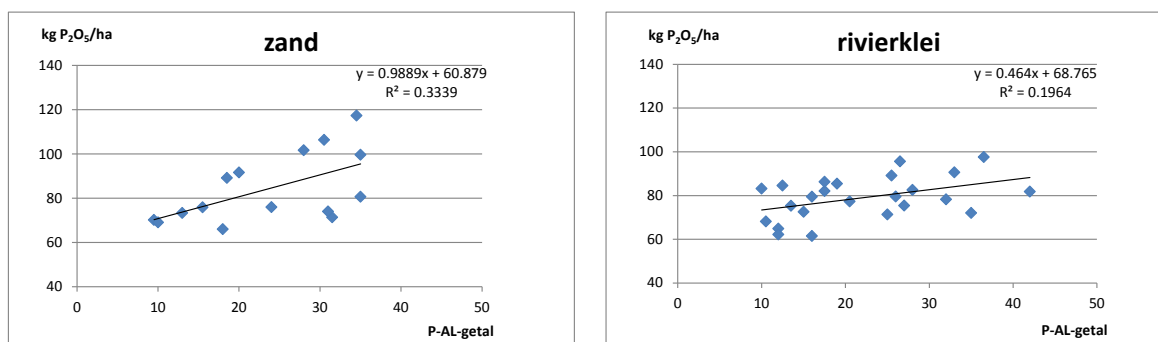 kg P₂O₅/ha
zand
y = 0.9889x + 60.879
R² = 0.3339
140
120
100
80
60
40
0 10 20 30 40 50
P-AL-getal
kg P₂O₅/ha
rivierklei
y = 0.464x + 68.765
R² = 0.1964
140
120
100
80
60
40
0 10 20 30 40 50
P-AL-getal